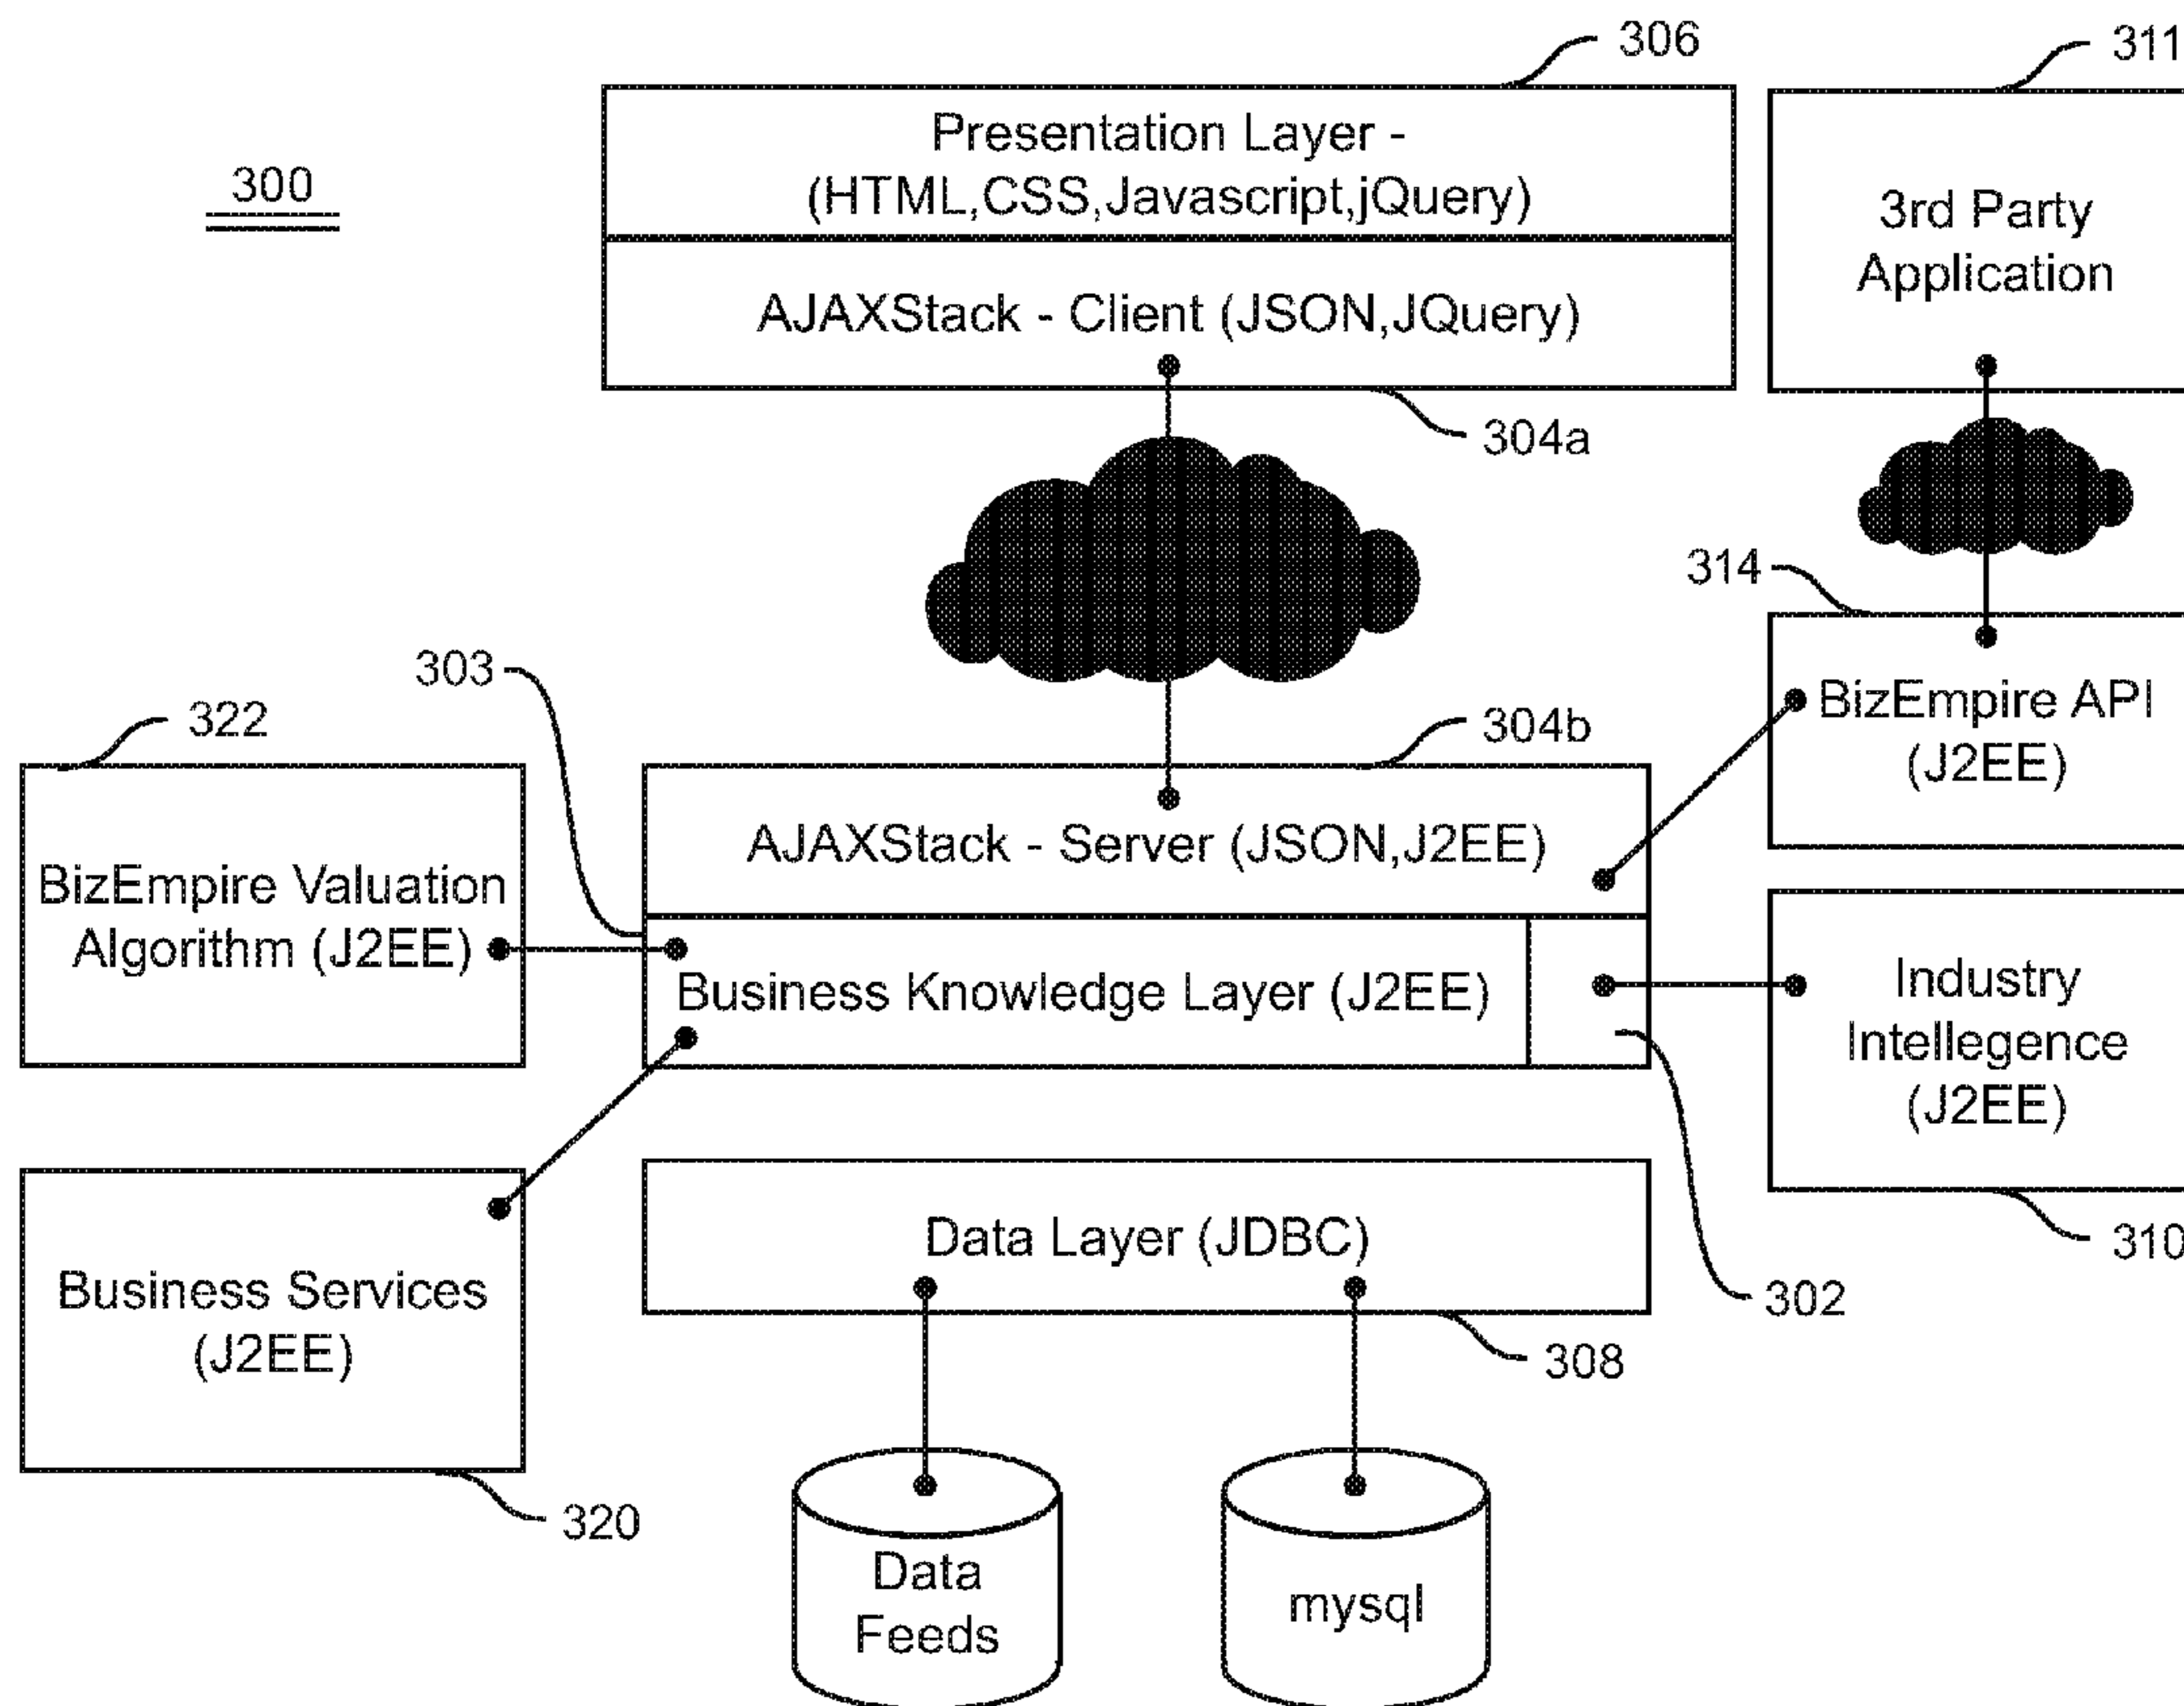 306
311
Presentation Layer -
(HTML,CSS,Javascript,jQuery)
300
3rd Party
Application
AJAXStack - Client (JSON,JQuery)
304a
314
303
BizEmpire API
(J2EE)
322
304b
AJAXStack - Server (JSON,J2EE)
BizEmpire Valuation
Algorithm (J2EE)
Business Knowledge Layer (J2EE)
Industry
Intellegence
(J2EE)
Data Layer (JDBC)
310
302
Business Services
(J2EE)
308
320
Data
Feeds
mysql